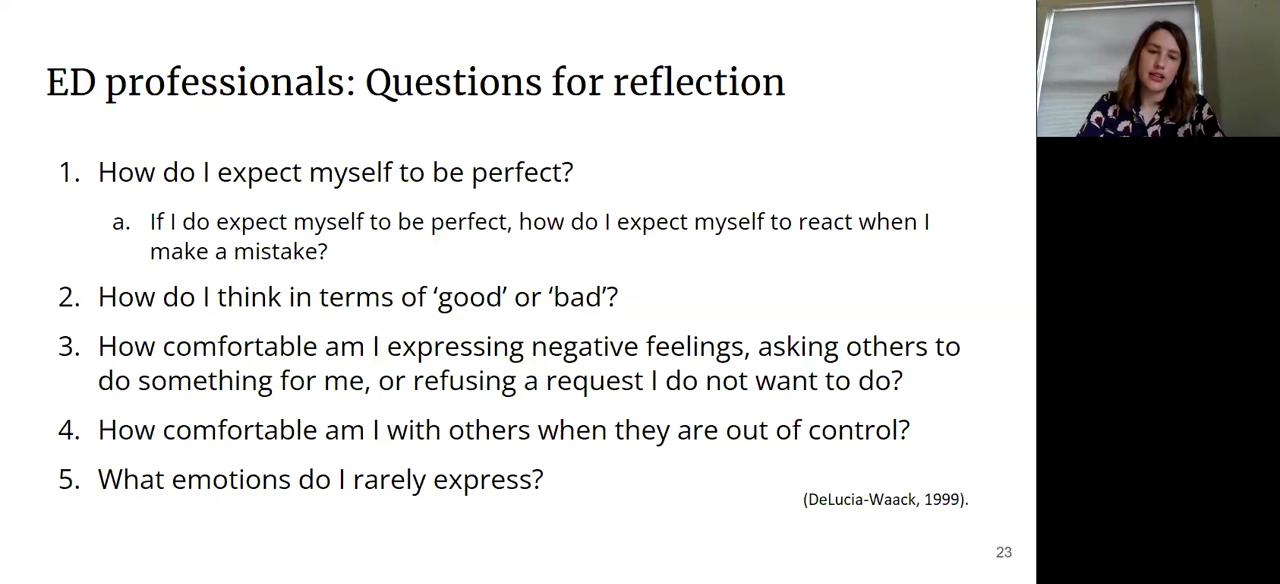 ED professionals: Questions for reflection
1. How do I expect myself to be perfect?
a. If I do expect myself to be perfect, how do I expect myself to react when I
make a mistake?
2. How do I think in terms of ‘good’ or ‘bad’?
3. How comfortable am I expressing negative feelings, asking others to
do something for me, or refusing a request I do not want to do?
4. How comfortable am I with others when they are out of control?
5. What emotions do I rarely express?
(DeLucia-Waack, 1999).
23